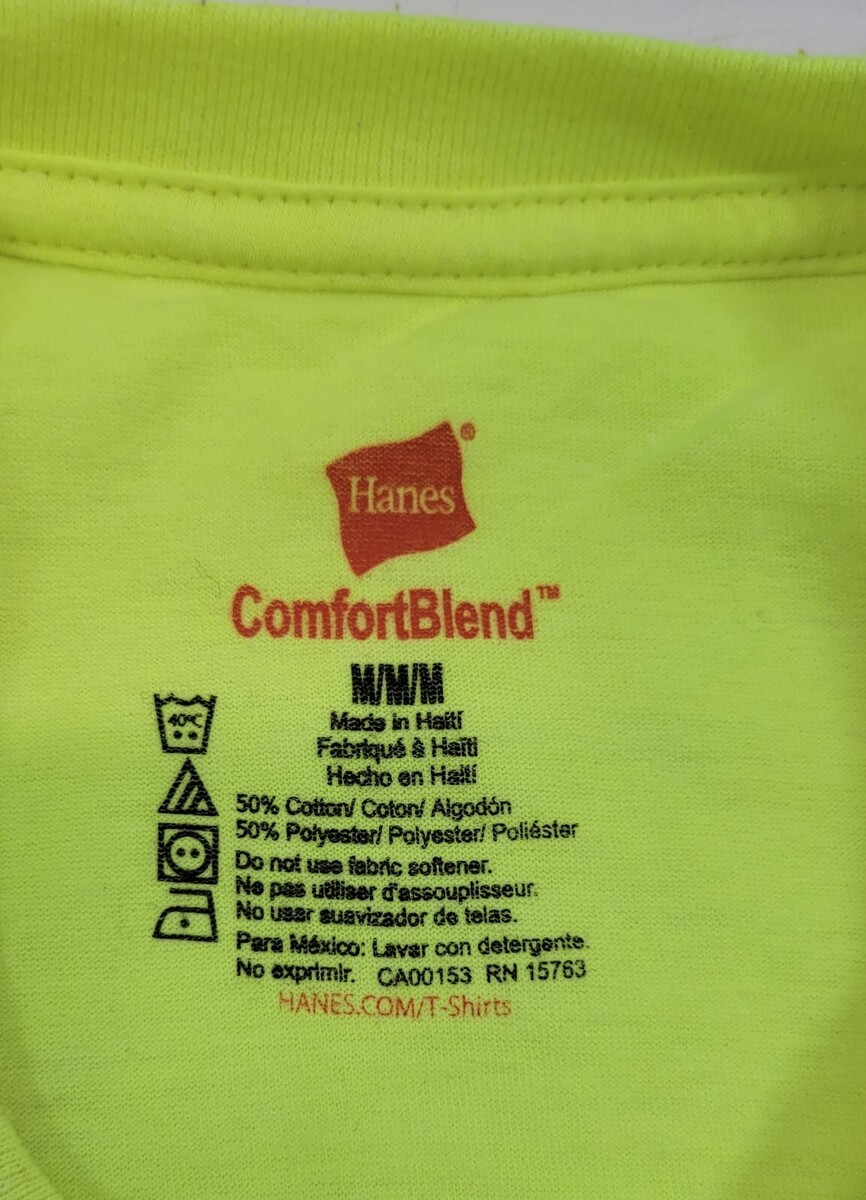 Hanes®
ComfortBlend™
M/M/M
40°C
Made in Haiti
Fabriqué à Haïti
Hecho en Haití
50% Cotton/ Coton/ Algodón
50% Polyester/ Polyester/ Poliéster
Do not use fabric softener.
Ne pas utiliser d'assouplisseur.
No usar suavizador de telas.
Para México: Lavar con detergente.
No exprimir. CA00153 RN 15763
HANES.COM/T-Shirts